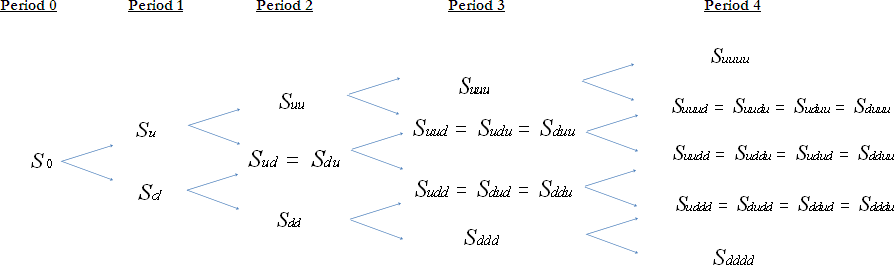 Period 0 Period 1 Period 2 Period 3 Period 4
Suuuu
Suu Suuu
Suuud = Suudu = Suduu = Sduuu
Su Suud = Sudu = Sduu
S0 Sud = Sdu Suudd = Suddu = Sudud = Sdduu
Sd Sudd = Sdud = Sddu
Suddd = Sdudd = Sddud = Sdddu
Sdd Sddd
Sdddd